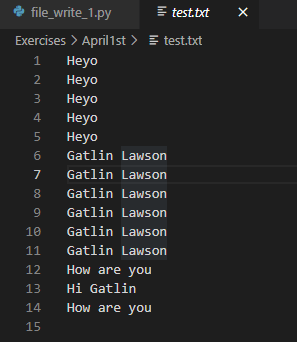 file_write_1.py test.txt
Exercises > April1st > test.txt
1 Heyo
2 Heyo
3 Heyo
4 Heyo
5 Heyo
6 Gatlin Lawson
7 Gatlin Lawson
8 Gatlin Lawson
9 Gatlin Lawson
10 Gatlin Lawson
11 Gatlin Lawson
12 How are you
13 Hi Gatlin
14 How are you
15